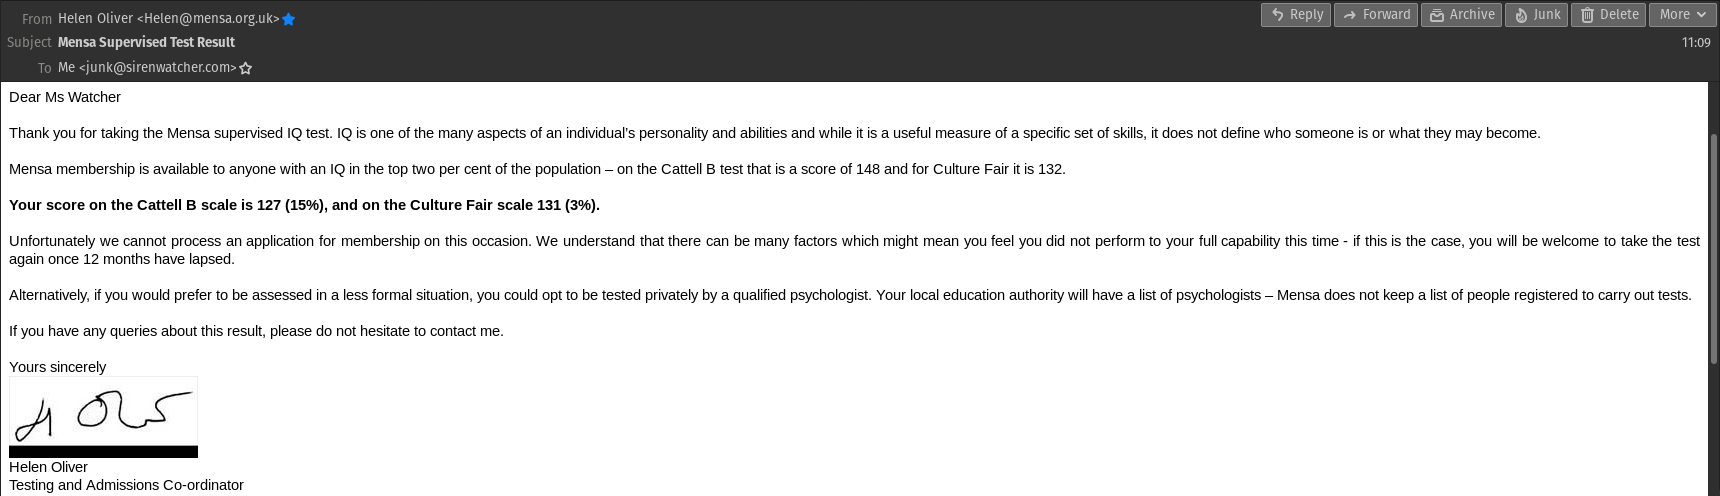 From Helen Oliver <Helen@mensa.org.uk> Reply Forward Archive Junk Delete More
Subject Mensa Supervised Test Result 11:09
To Me <junk@sirenwatcher.com>
Dear Ms Watcher
Thank you for taking the Mensa supervised IQ test. IQ is one of the many aspects of an individual’s personality and abilities and while it is a useful measure of a specific set of skills, it does not define who someone is or what they may become.
Mensa membership is available to anyone with an IQ in the top two per cent of the population – on the Cattell B test that is a score of 148 and for Culture Fair it is 132.
Your score on the Cattell B scale is 127 (15%), and on the Culture Fair scale 131 (3%).
Unfortunately we cannot process an application for membership on this occasion. We understand that there can be many factors which might mean you feel you did not perform to your full capability this time - if this is the case, you will be welcome to take the test
again once 12 months have lapsed.
Alternatively, if you would prefer to be assessed in a less formal situation, you could opt to be tested privately by a qualified psychologist. Your local education authority will have a list of psychologists – Mensa does not keep a list of people registered to carry out tests.
If you have any queries about this result, please do not hesitate to contact me.
Yours sincerely
Helen Oliver
Testing and Admissions Co-ordinator